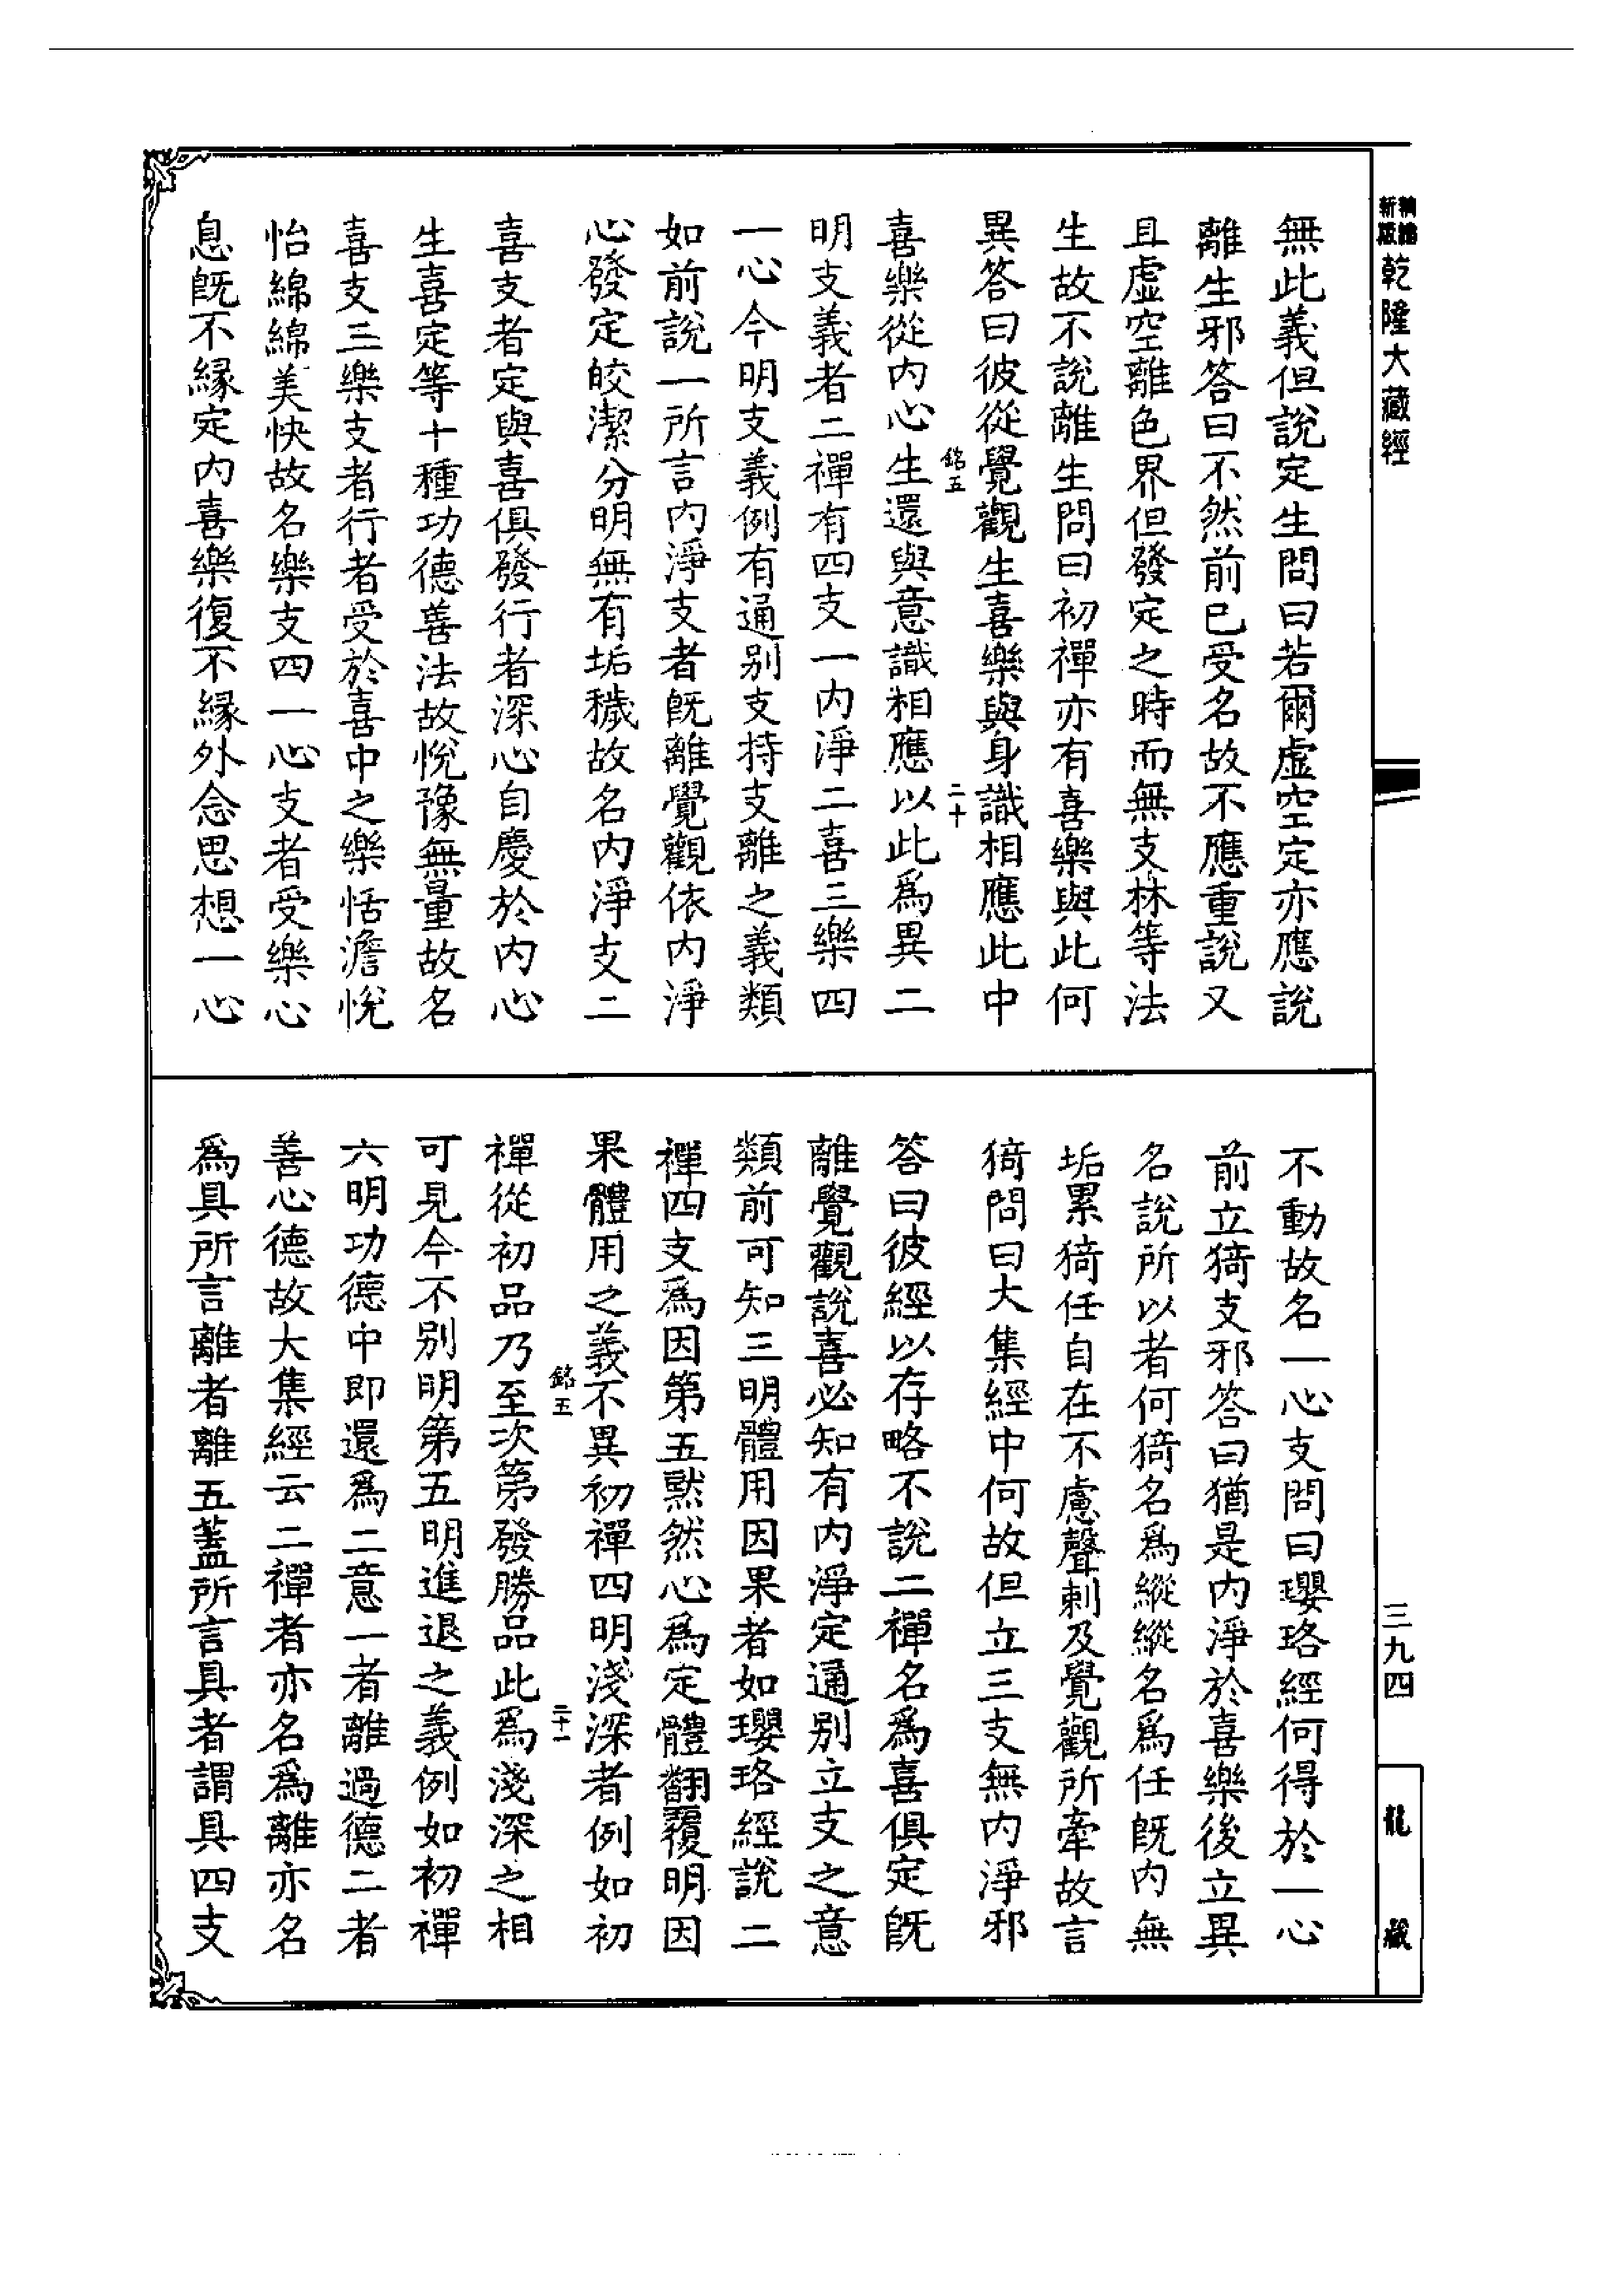 新編縮版
乾隆大藏經
無此義但說定生問曰若爾虛空定亦應說
離生邪答曰不然前已受名故不應重說又
且虛空離色界但發定之時而無支林等法
生故不說離生問曰初禪亦有喜樂與此何
異答曰彼從覺觀生喜樂與身識相應此中
銘五
二十
喜樂從內心生還與意識相應以此爲異二
明支義者二禪有四支一內淨二喜三樂四
一心今明支義例有通別支持支離之義類
如前說一所言內淨支者旣離覺觀依內淨
心發定皎潔分明無有垢穢故名內淨支二
喜支者定與喜俱發行者深心自慶於內心
生喜定等十種功德善法故悅豫無量故名
喜支三樂支者行者受於喜中之樂恬澹悅
怡綿綿美快故名樂支四一心支者受樂心
息旣不緣定內喜樂復不緣外念思想一心
不動故名一心支問曰瓔珞經何得於一心
前立猗支邪答曰猶是內淨於喜樂後立異
名說所以者何猗名爲縱縱名爲任旣內無
垢累猗任自在不慮聲刺及覺觀所牽故言
猗問曰大集經中何故但立三支無內淨邪
答曰彼經以存略不說二禪名爲喜俱定旣
離覺觀說喜必知有內淨定通別立支之意
類前可知三明體用因果者如瓔珞經說二
禪四支爲因第五黙然心爲定體翻覆明因
果體用之義不異初禪四明淺深者例如初
銘五
二十一
禪從初品乃至次第發勝品此爲淺深之相
可見今不別明第五明進退之義例如初禪
六明功德中即還爲二意一者離過德二者
善心德故大集經云二禪者亦名爲離亦名
爲具所言離者離五蓋所言具者謂具四支
三九四
龍藏